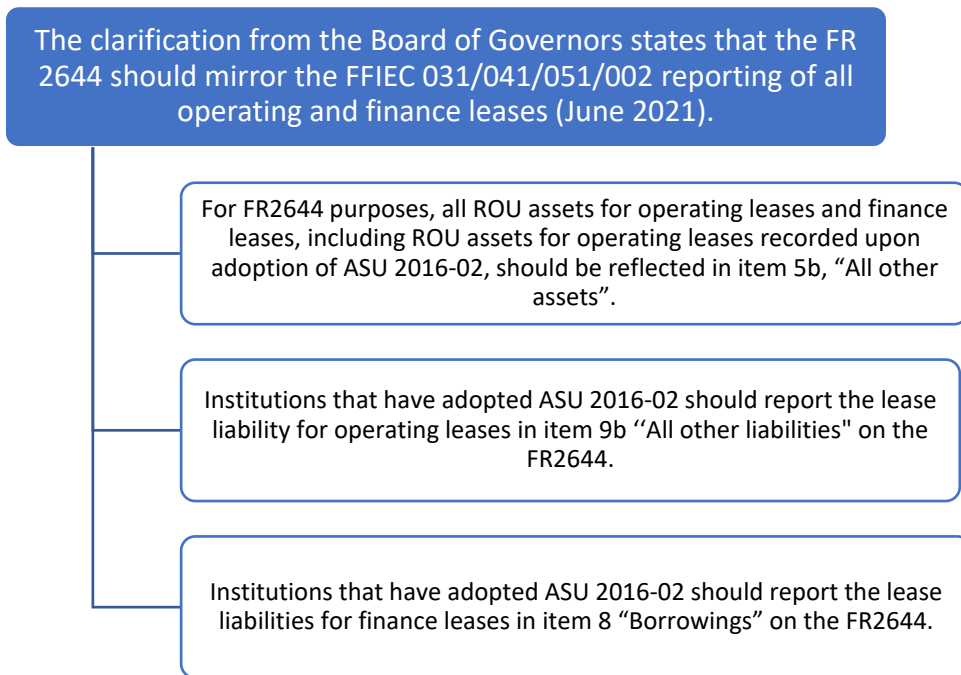 The clarification from the Board of Governors states that the FR
2644 should mirror the FFIEC 031/041/051/002 reporting of all
operating and finance leases (June 2021).
For FR2644 purposes, all ROU assets for operating leases and finance
leases, including ROU assets for operating leases recorded upon
adoption of ASU 2016-02, should be reflected in item 5b, “All other
assets”.
Institutions that have adopted ASU 2016-02 should report the lease
liability for operating leases in item 9b ‘‘All other liabilities" on the
FR2644.
Institutions that have adopted ASU 2016-02 should report the lease
liabilities for finance leases in item 8 “Borrowings” on the FR2644.